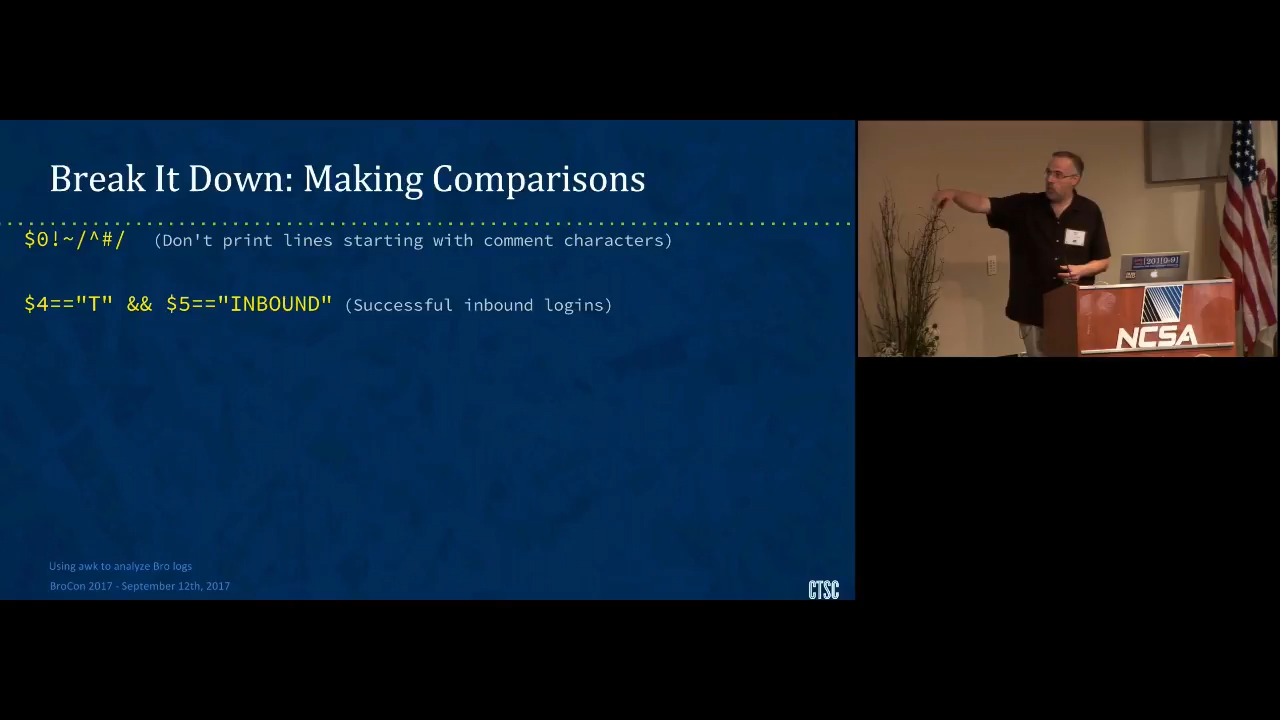 Break It Down: Making Comparisons
$0!~/^#/ (Don't print lines starting with comment characters)
$4=="T" && $5=="INBOUND" (Successful inbound logins)
Using awk to analyze Bro logs
BroCon 2017 - September 12th, 2017
CTSC
NCSA